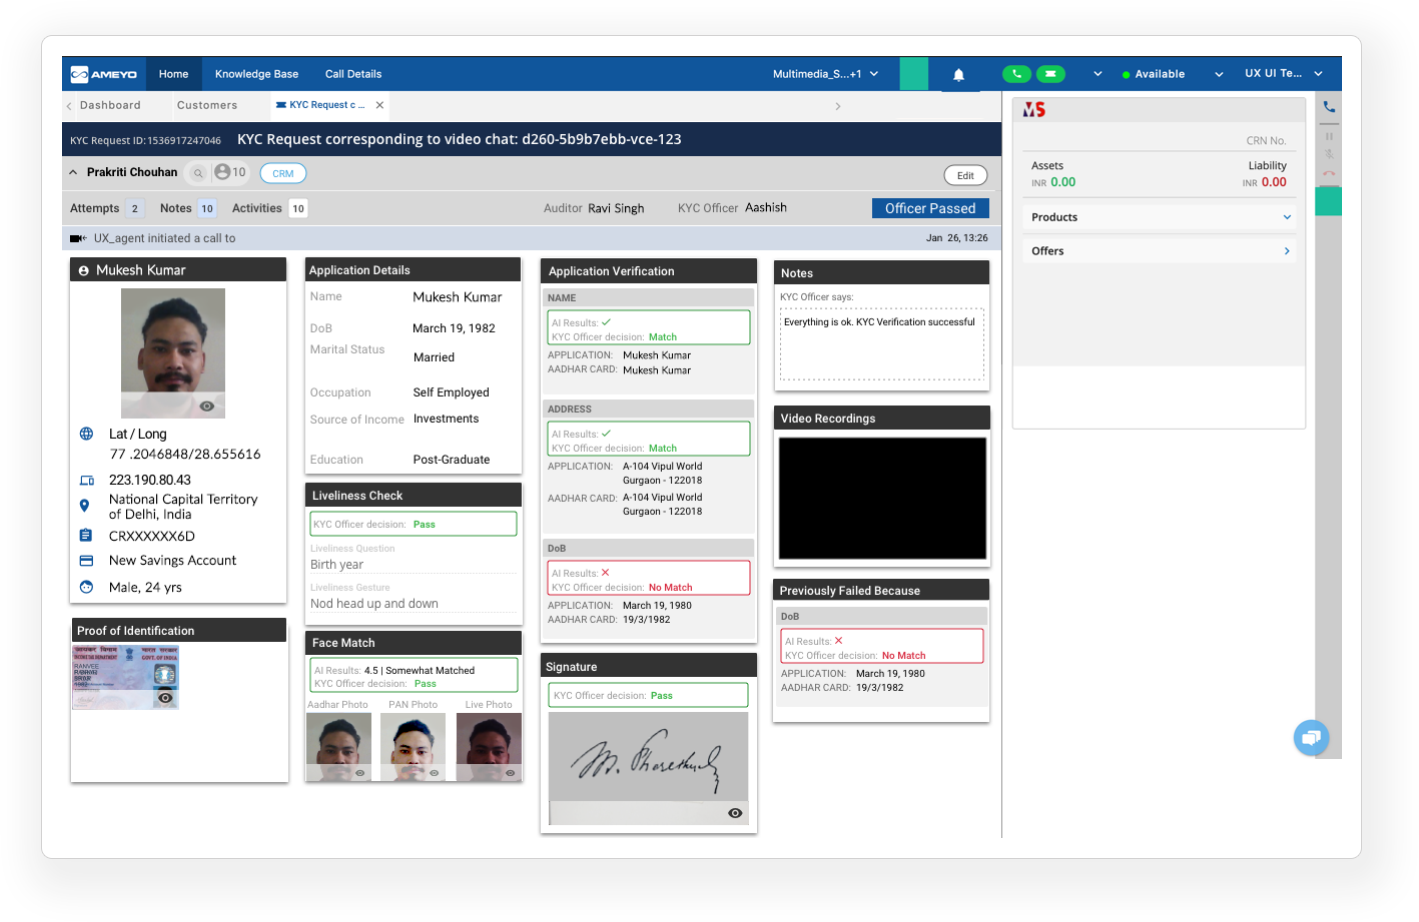 AMEYO Home Knowledge Base Call Details Multimedia_S...+1 Available UX UI Te...
Dashboard Customers KYC Request c ...
KYC Request ID:1536917247046 KYC Request corresponding to video chat: d260-5b9b7ebb-vce-123
Prakriti Chouhan 10 CRM Edit
Attempts 2 Notes 10 Activities 10 Auditor Ravi Singh KYC Officer Aashish Officer Passed
UX_agent initiated a call to Jan 26, 13:26
Mukesh Kumar
Lat / Long
77 .2046848/28.655616
223.190.80.43
National Capital Territory
of Delhi, India
CRXXXXXX6D
New Savings Account
Male, 24 yrs
Proof of Identification
आयकर विभाग भारत सरकार
INCOME TAX DEPARTMENT GOVT. OF INDIA
Application Details
Name Mukesh Kumar
DoB March 19, 1982
Marital Status Married
Occupation Self Employed
Source of Income Investments
Education Post-Graduate
Liveliness Check
KYC Officer decision: Pass
Liveliness Question
Birth year
Liveliness Gesture
Nod head up and down
Face Match
AI Results: 4.5 | Somewhat Matched
KYC Officer decision: Pass
Aadhar Photo PAN Photo Live Photo
Application Verification
NAME
AI Results:
KYC Officer decision: Match
APPLICATION: Mukesh Kumar
AADHAR CARD: Mukesh Kumar
ADDRESS
AI Results:
KYC Officer decision: Match
APPLICATION: A-104 Vipul World
Gurgaon - 122018
AADHAR CARD: A-104 Vipul World
Gurgaon - 122018
DoB
AI Results:
KYC Officer decision: No Match
APPLICATION: March 19, 1980
AADHAR CARD: 19/3/1982
Signature
KYC Officer decision: Pass
Notes
KYC Officer says:
Everything is ok. KYC Verification successful
Video Recordings
Previously Failed Because
DoB
AI Results:
KYC Officer decision: No Match
APPLICATION: March 19, 1980
AADHAR CARD: 19/3/1982
MS
CRN No.
Assets Liability
INR 0.00 INR 0.00
Products
Offers